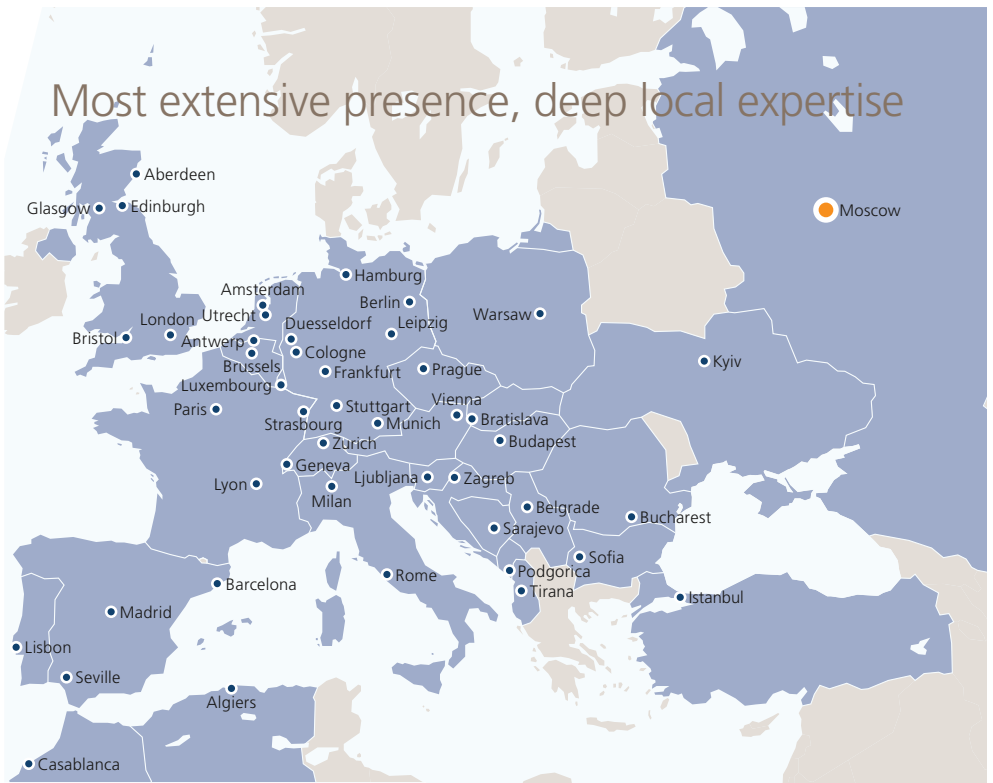 Most extensive presence, deep local expertise
Aberdeen
Glasgow
Edinburgh
Moscow
Hamburg
Amsterdam
Berlin
Utrecht
Warsaw
London
Duesseldorf
Leipzig
Bristol
Antwerp
Cologne
Kyiv
Brussels
Frankfurt
Prague
Luxembourg
Vienna
Paris
Stuttgart
Strasbourg
Munich
Bratislava
Zurich
Budapest
Geneva
Lyon
Ljubljana
Zagreb
Milan
Belgrade
Bucharest
Sarajevo
Sofia
Podgorica
Rome
Barcelona
Tirana
Istanbul
Madrid
Lisbon
Seville
Algiers
Casablanca